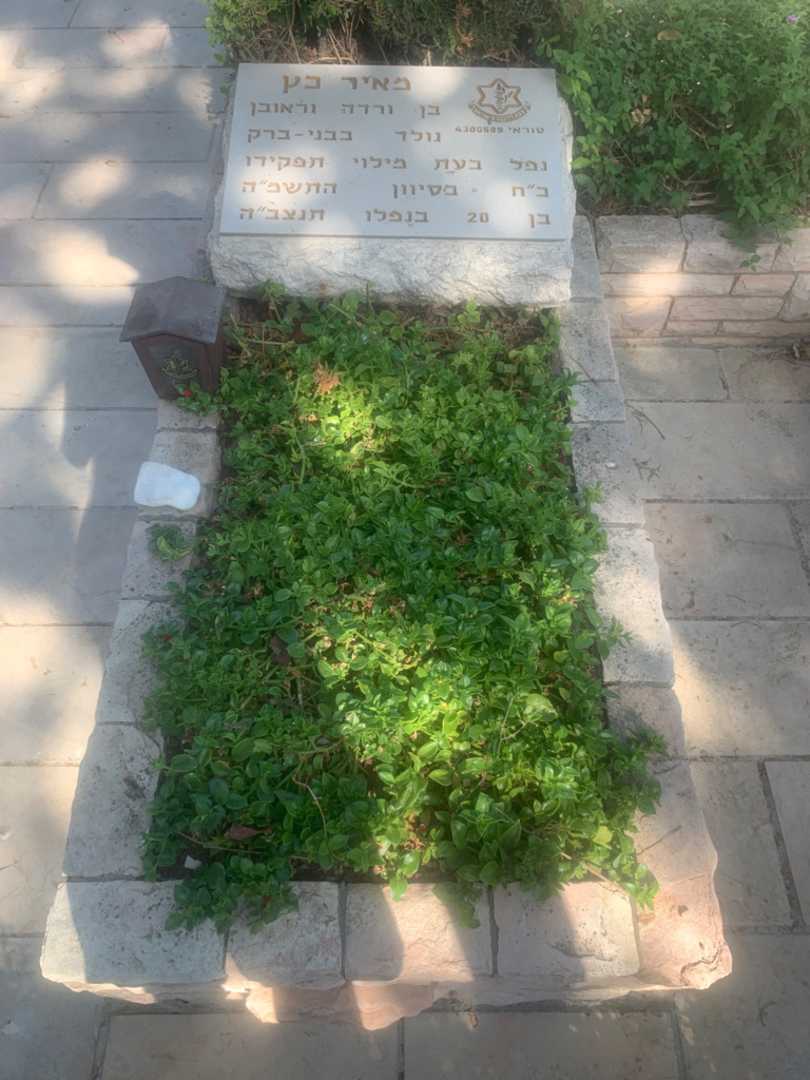 מאיר כץ
בן ורדה וראובן
טוראי 4300689
נולד בבני-ברק
נפל בעת מילוי תפקידו
כ״ח בסיוון התשמ״ה
בן 20 בנפלו תנצב״ה